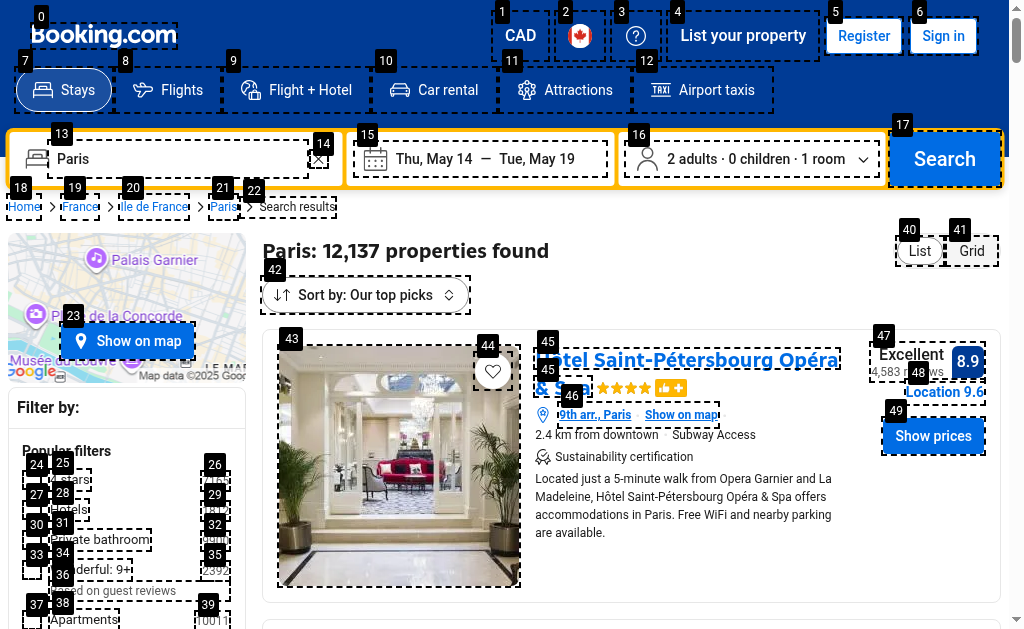 0
Booking.com
1
CAD
2
3
4
List your property
5
Register
6
Sign in
7
Stays
8
Flights
9
Flight + Hotel
10
Car rental
11
Attractions
12
TAXI
Airport taxis
13
Paris
14
15
Thu, May 14 — Tue, May 19
16
2 adults · 0 children · 1 room
17
Search
18
Home
19
France
20
Ile de France
21
Paris
22
Search results
Palais Garnier
Place de la Concorde
23
Show on map
Google
Map data ©2025 Goo
Filter by:
Popular filters
24
25
stars
26
27
28
Hotels
29
30
31
Private bathroom
32
33
34
derful: 9+
35
2392
36
Based on guest reviews
37
38
Apartments
39
10011
Paris: 12,137 properties found
40
List
41
Grid
42
Sort by: Our top picks
43
44
45
Hôtel Saint-Pétersbourg Opéra
45
& Spa
46
9th arr., Paris
Show on map
2.4 km from downtown · Subway Access
Sustainability certification
Located just a 5-minute walk from Opera Garnier and La
Madeleine, Hôtel Saint-Pétersbourg Opéra & Spa offers
accommodations in Paris. Free WiFi and nearby parking
are available.
47
Excellent
4,583
8.9
48
Location 9.6
49
Show prices